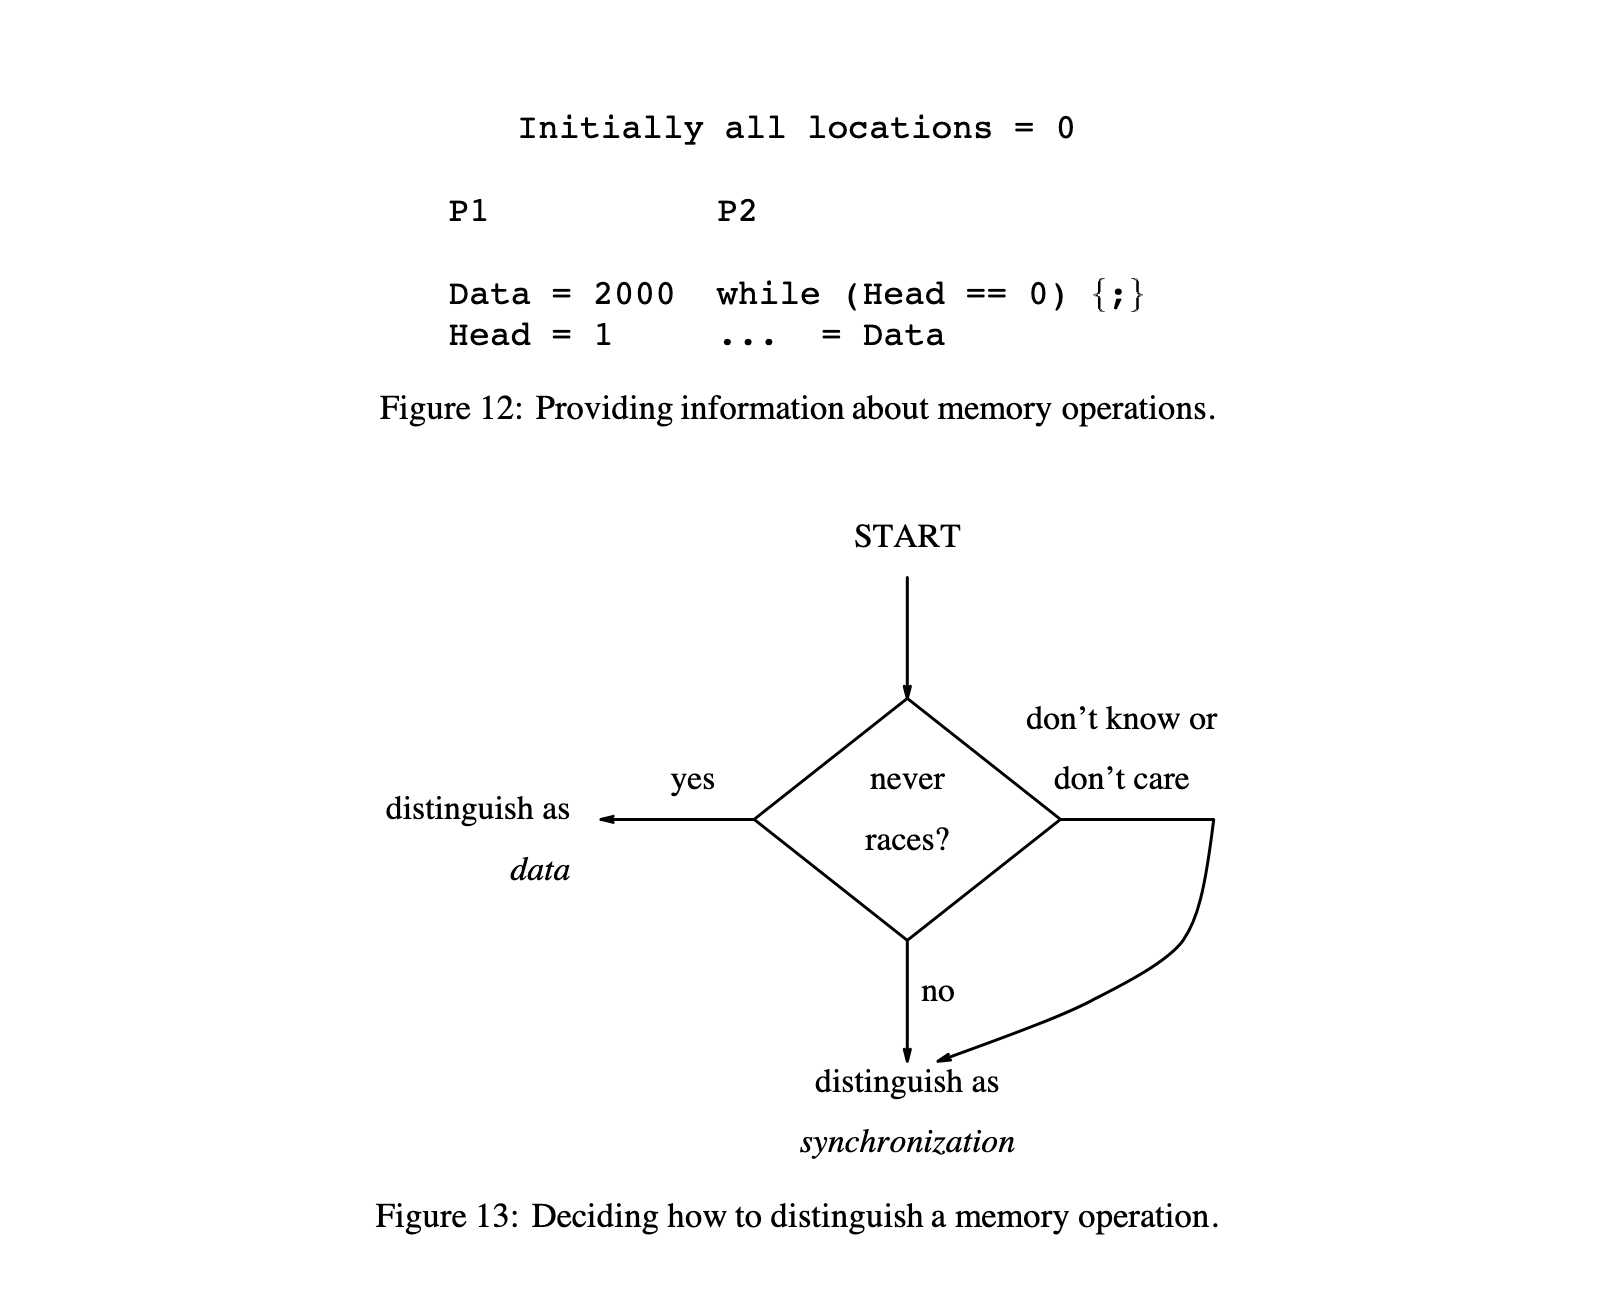 Initially all locations = 0
P1 P2
Data = 2000 while (Head == 0) {;}
Head = 1 ... = Data
Figure 12: Providing information about memory operations.
START
don't know or
don't care
yes
never
races?
distinguish as
data
no
distinguish as
synchronization
Figure 13: Deciding how to distinguish a memory operation.